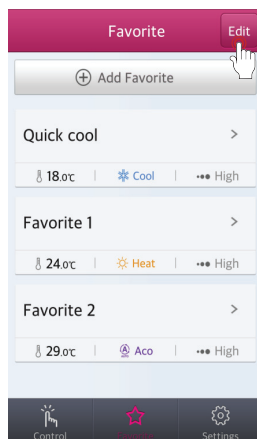 Favorite Edit
Add Favorite
Quick cool >
18.0℃ Cool High
Favorite 1 >
24.0℃ Heat High
Favorite 2 >
29.0℃ Aco High
Control Settings